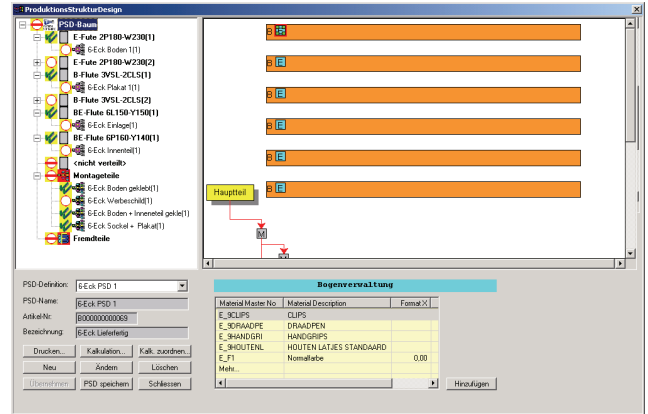 ProduktionsStrukturDesign
PSD-Baum
E-Fute 2P180-W230(1)
6-Eck Boden 1(1)
E-Flute 2P180-W230(2)
B-Flute 3VSL-2CLS(1)
6-Eck Plakat 1(1)
B-Flute 3VSL-2CLS(2)
BE-Flute 6L150-Y150(1)
6-Eck Einlage(1)
BE-Flute 6P160-Y140(1)
6-Eck Innenteil(1)
<nicht verteilt>
Montageteile
6-Eck Boden geklebt(1)
6-Eck Werbeschild(1)
6-Eck Boden + Inneneteil gekle(1)
6-Eck Sockel + Plakat(1)
Fremdteile
B
B E
B E
B E
B E
B E
Hauptteil
M
M
PSD-Definition: 6-Eck PSD 1
PSD-Name: 6-Eck PSD 1
Artikel-Nr: B000000000069
Bezeichnung: 6-Eck Lieferfertig
Drucken... Kalkulation... Kalk. zuordnen...
Neu Ändern Löschen
Übernehmen PSD speichern Schliessen
Bogenverwaltung
Material Master No Material Description Format X
E_9CLIPS CLIPS
E_9DRAADPE DRAADPEN
E_9HANDGRI HANDGRIPS
E_9HOUTENL HOUTEN LATJES STANDAARD
E_F1 Normalfarbe 0,00
Mehr...
Hinzufügen